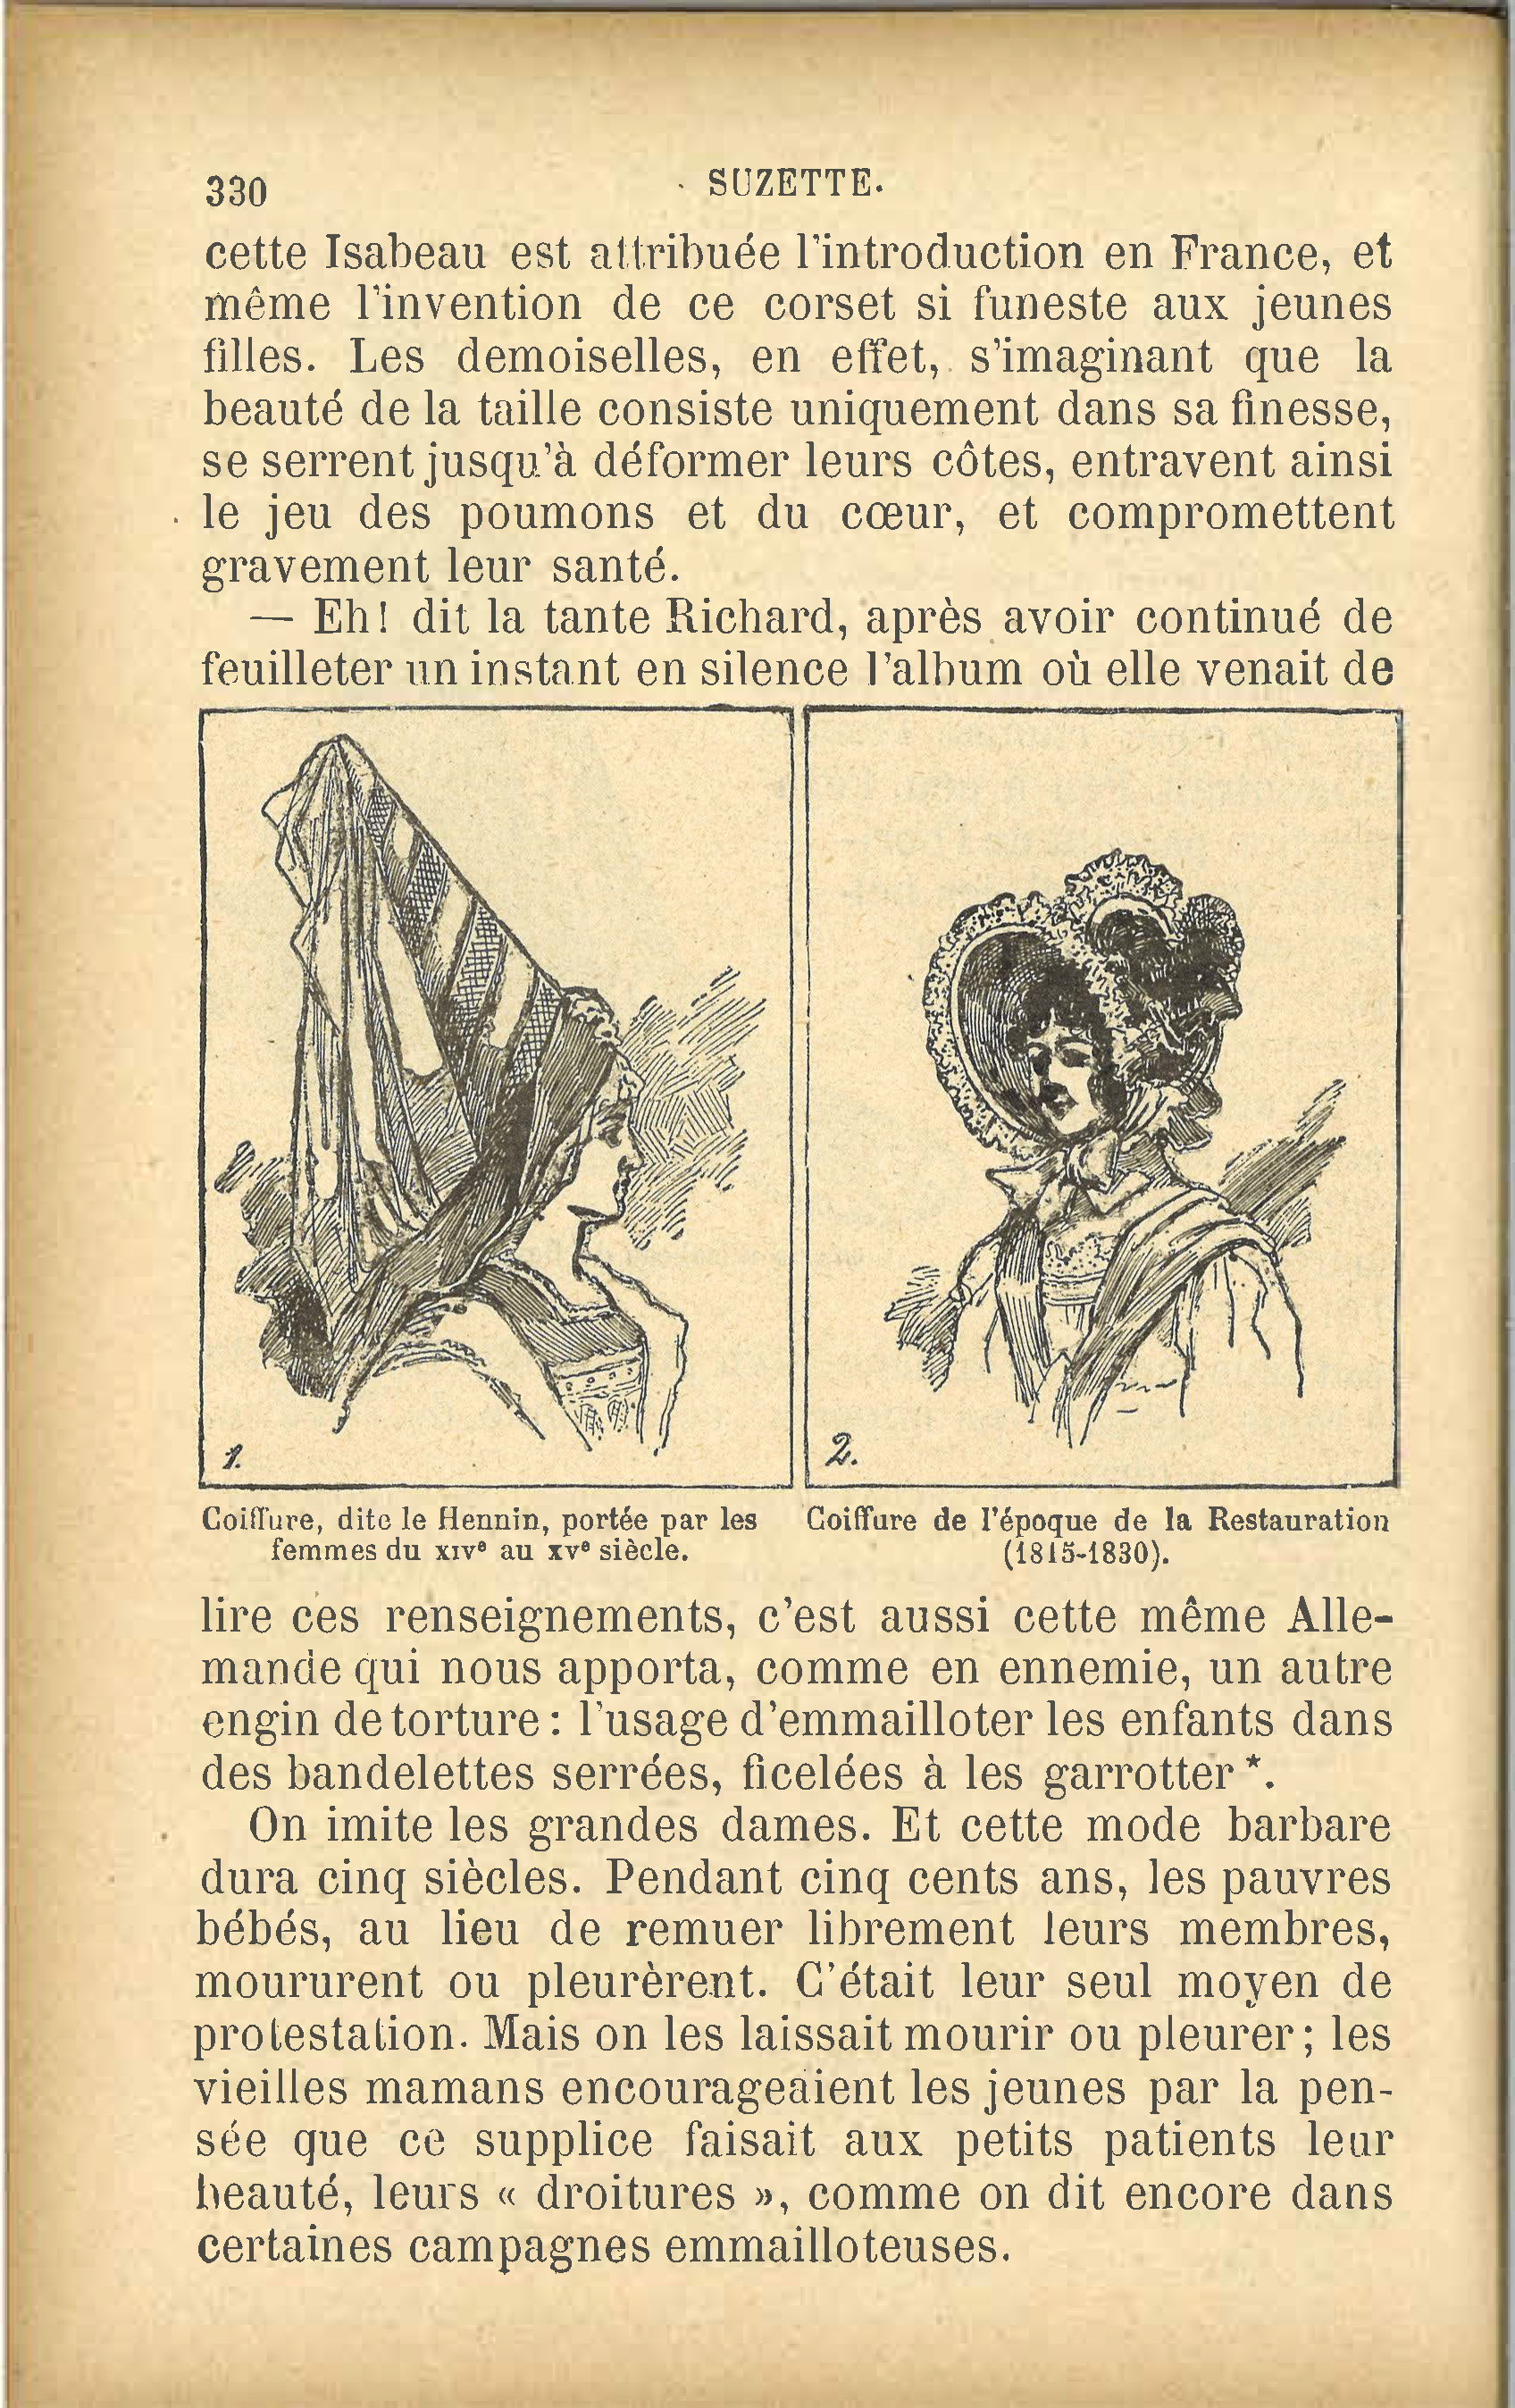 330
SUZETTE.
cette Isabeau est attribuée l'introduction en France, et
même l'invention de ce corset si funeste aux jeunes
filles. Les demoiselles, en effet, s'imaginant que la
beauté de la taille consiste uniquement dans sa finesse,
se serrent jusqu'à déformer leurs côtes, entravent ainsi
le jeu des poumons et du cœur, et compromettent
gravement leur santé.
— Eh! dit la tante Richard, après avoir continué de
feuilleter un instant en silence l'album où elle venait de
1.
2.
Coiffure, dite le Hennin, portée par les
femmes du XIVe au XVe siècle.
Coiffure de l'époque de la Restauration
(1815-1830).
lire ces renseignements, c'est aussi cette même Alle-
mande qui nous apporta, comme en ennemie, un autre
engin de torture : l'usage d'emmailloter les enfants dans
des bandelettes serrées, ficelées à les garrotter *.
On imite les grandes dames. Et cette mode barbare
dura cinq siècles. Pendant cinq cents ans, les pauvres
bébés, au lieu de remuer librement leurs membres,
moururent ou pleurèrent. C'était leur seul moyen de
protestation. Mais on les laissait mourir ou pleurer ; les
vieilles mamans encourageaient les jeunes par la pen-
sée que ce supplice faisait aux petits patients leur
beauté, leurs « droitures », comme on dit encore dans
certaines campagnes emmailloteuses.